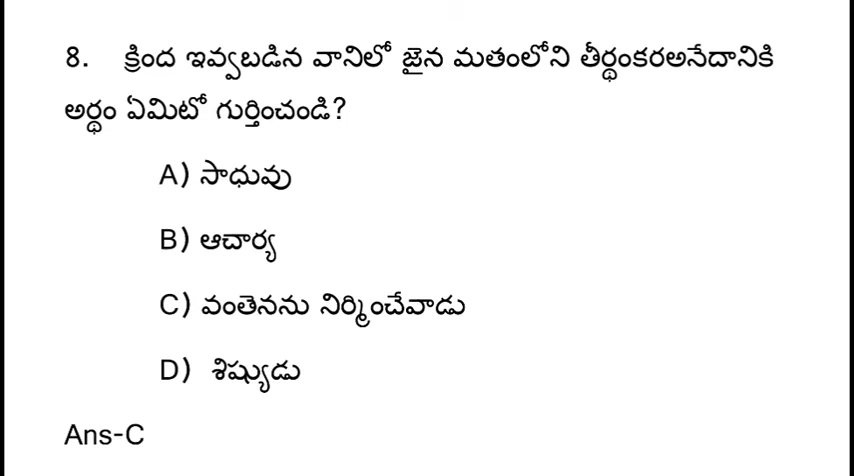 8. క్రింద ఇవ్వబడిన వానిలో జైన మతంలోని తీర్థంకరఅనేదానికి
అర్థం ఏమిటో గుర్తించండి?
A) సాధువు
B) ఆచార్య
C) వంతెనను నిర్మించేవాడు
D) శిష్యుడు
Ans-C